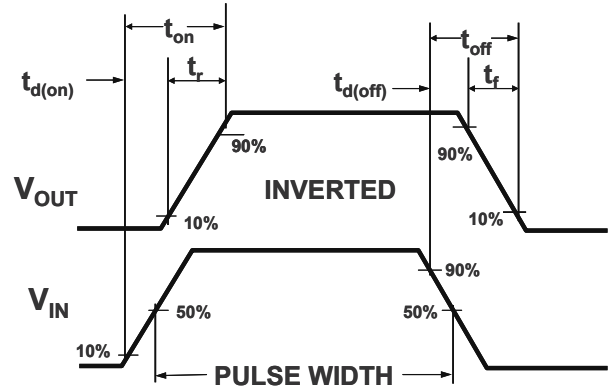 t_on
t_off
t_r
t_f
t_d(on)
t_d(off)
90%
90%
V_OUT
INVERTED
10%
10%
90%
V_IN
50%
50%
10%
PULSE WIDTH